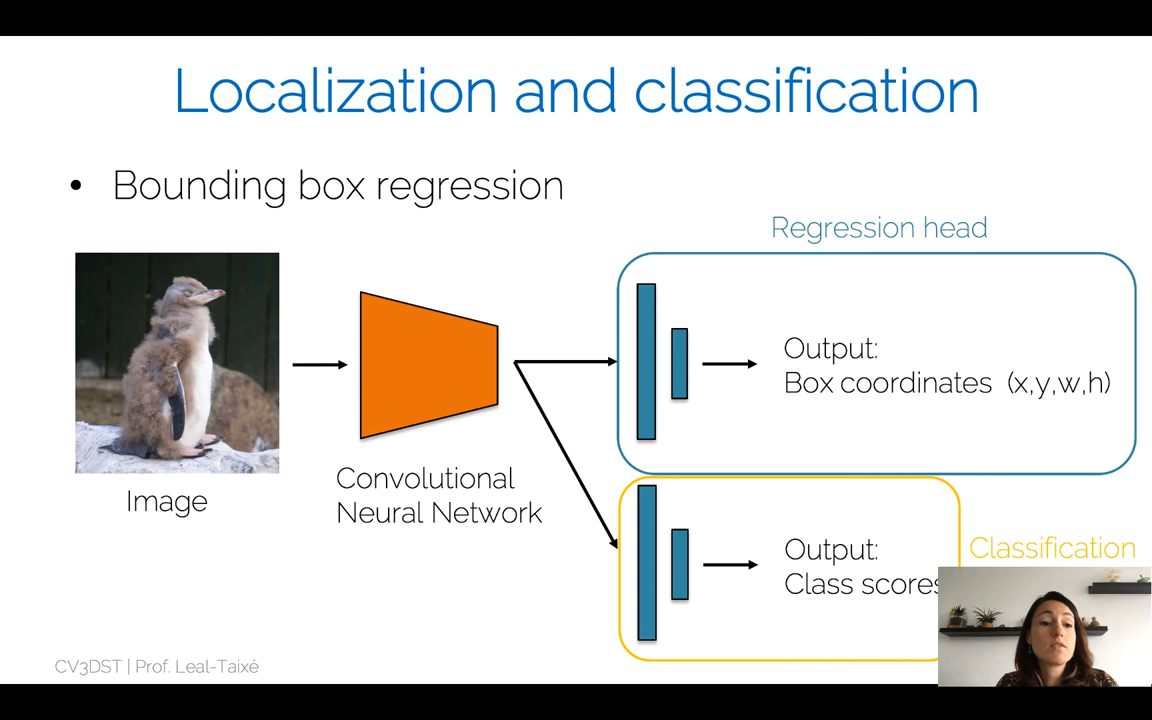 Localization and classification
• Bounding box regression
Regression head
Output:
Box coordinates (x,y,w,h)
Image
Convolutional
Neural Network
Output:
Class scores
Classification
CV3DST | Prof. Leal-Taixé